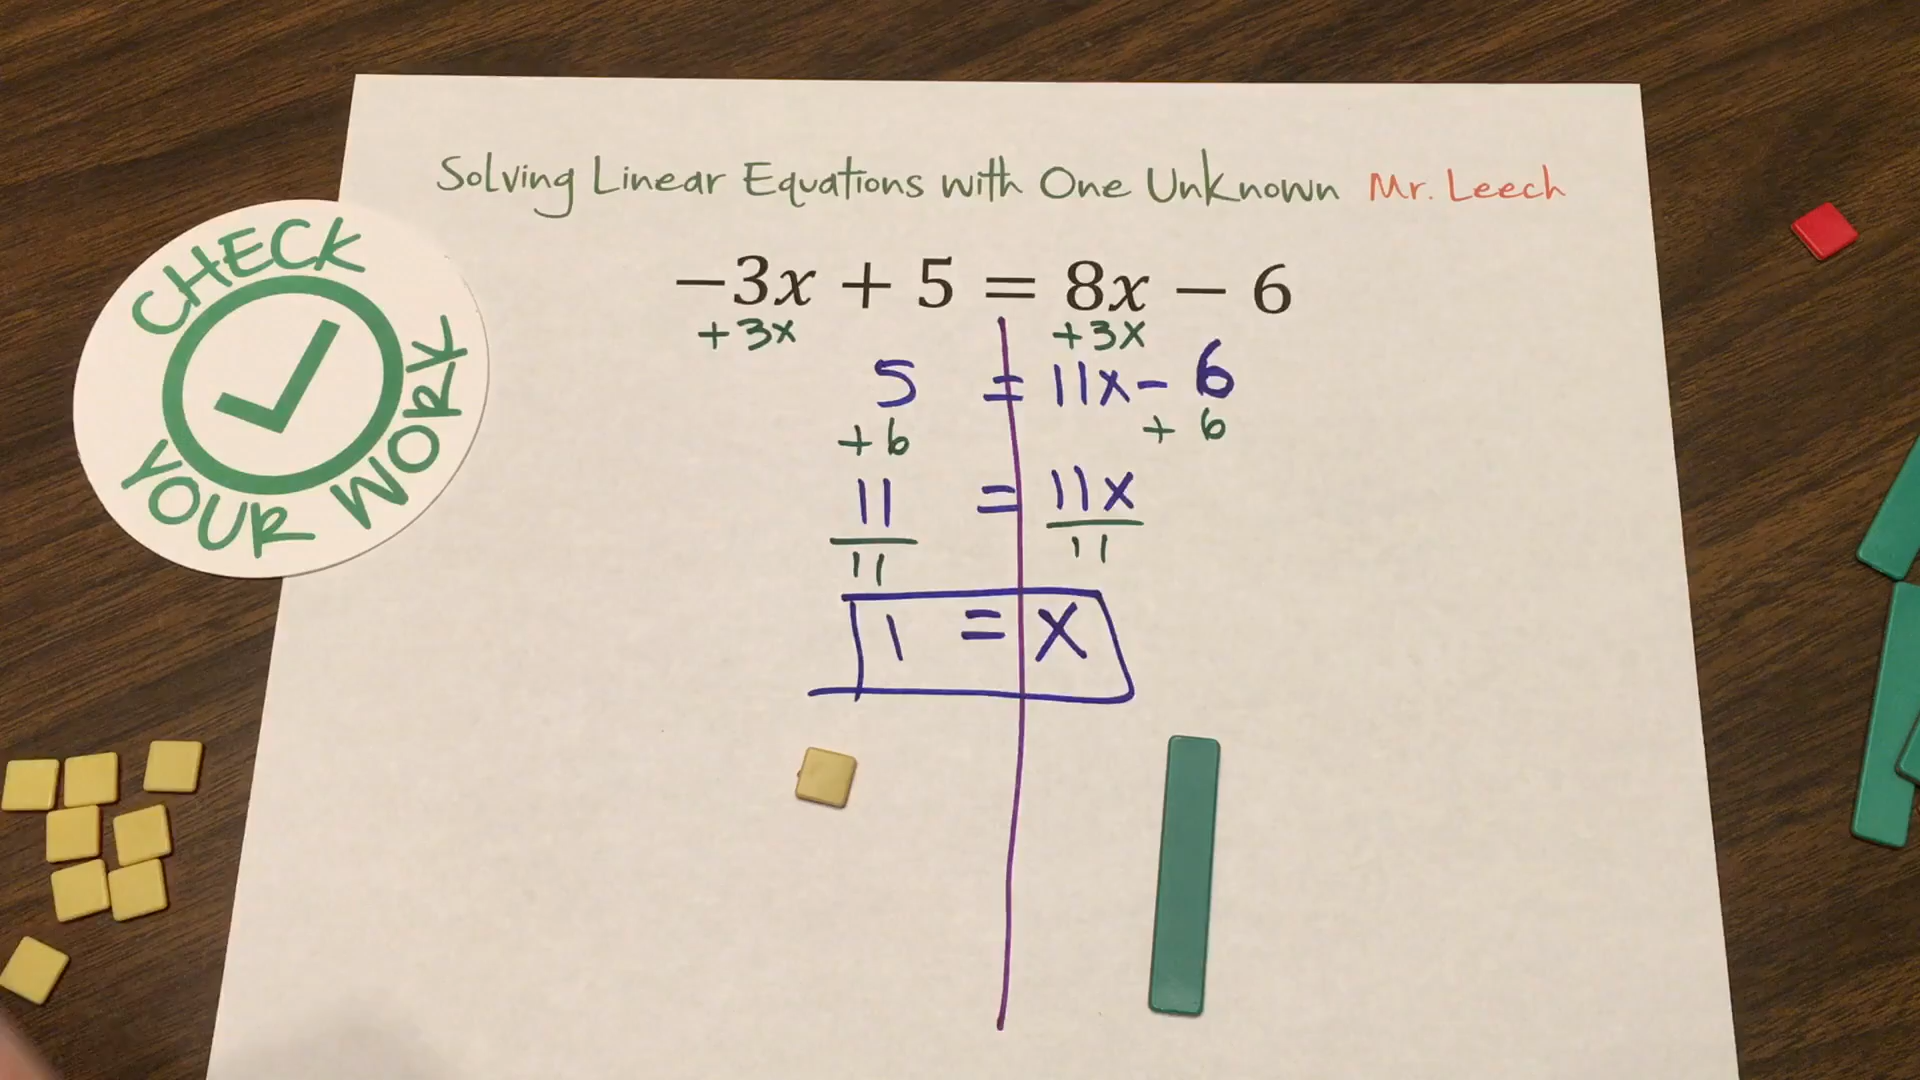 Solving Linear Equations with One Unknown Mr. Leech
CHECK YOUR WORK
−3x + 5 = 8x − 6
+3x +3x
5 = 11x - 6
+6 + 6
11 = 11x
11 11
1 = x